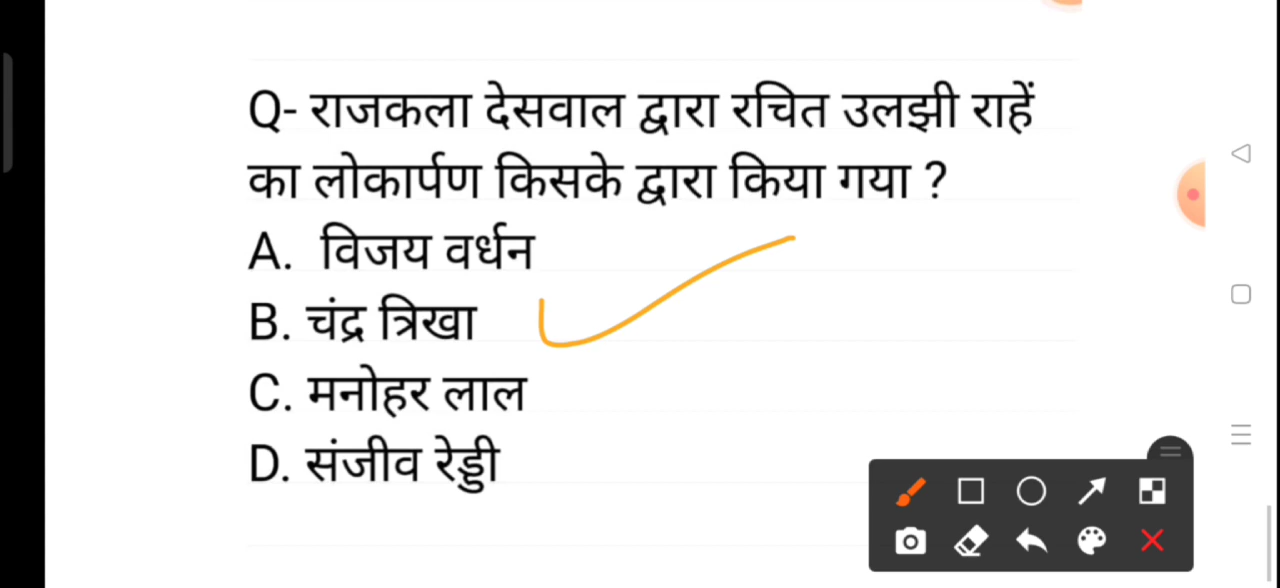 Q- राजकला देसवाल द्वारा रचित उलझी राहें
का लोकार्पण किसके द्वारा किया गया ?
A. विजय वर्धन
B. चंद्र त्रिखा
C. मनोहर लाल
D. संजीव रेड्डी